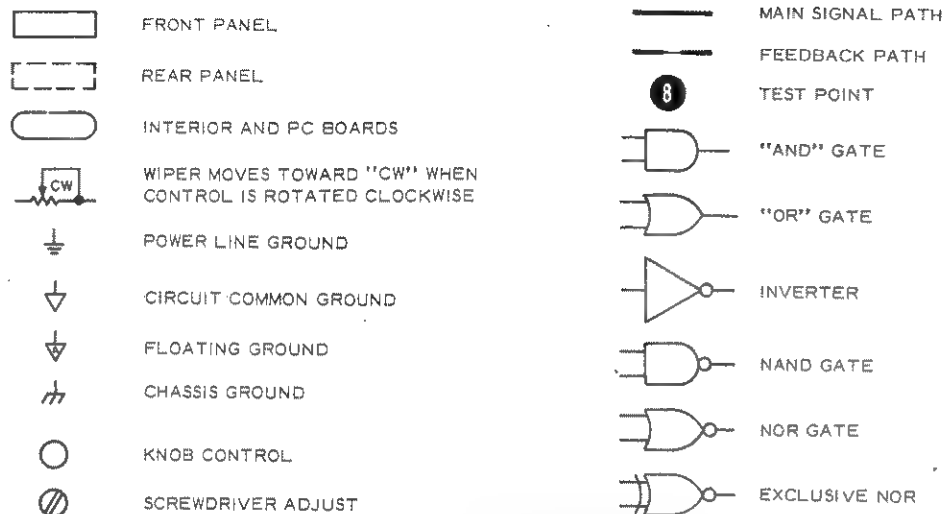 FRONT PANEL
REAR PANEL
INTERIOR AND PC BOARDS
CW
WIPER MOVES TOWARD "CW" WHEN
CONTROL IS ROTATED CLOCKWISE
POWER LINE GROUND
CIRCUIT COMMON GROUND
A
FLOATING GROUND
CHASSIS GROUND
KNOB CONTROL
SCREWDRIVER ADJUST
MAIN SIGNAL PATH
FEEDBACK PATH
8
TEST POINT
"AND" GATE
"OR" GATE
INVERTER
NAND GATE
NOR GATE
EXCLUSIVE NOR